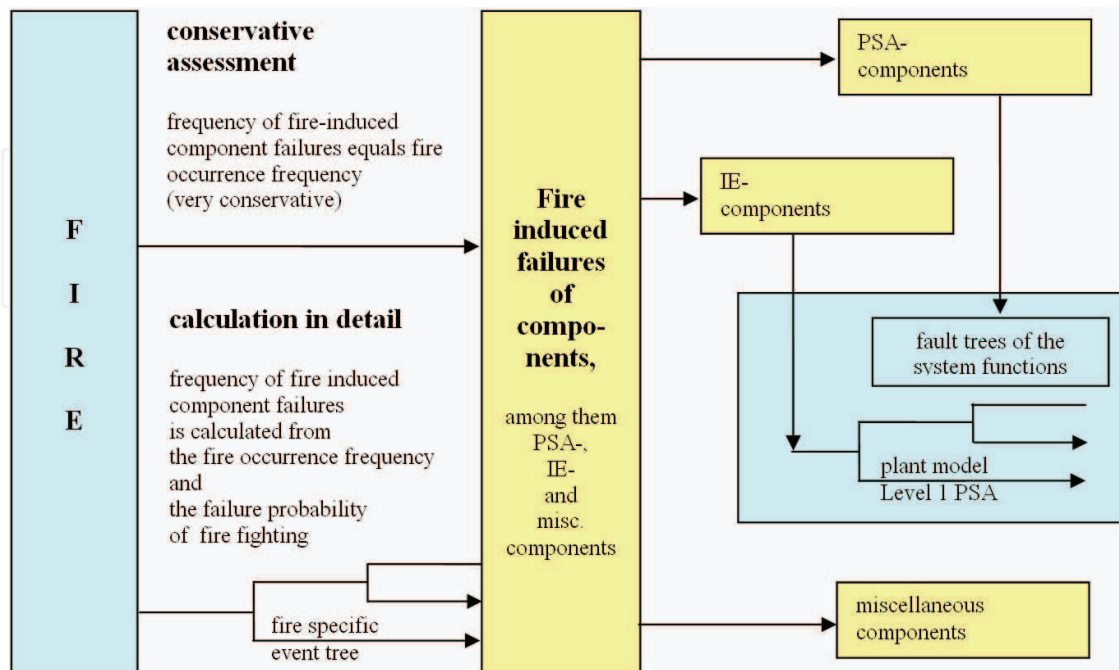 F
I
R
E
conservative
assessment
frequency of fire-induced
component failures equals fire
occurrence frequency
(very conservative)
calculation in detail
frequency of fire induced
component failures
is calculated from
the fire occurrence frequency
and
the failure probability
of fire fighting
fire specific
event tree
Fire
induced
failures
of
compo-
nents,
among them
PSA-,
IE-
and
misc.
components
PSA-
components
IE-
components
fault trees of the
system functions
plant model
Level 1 PSA
miscellaneous
components